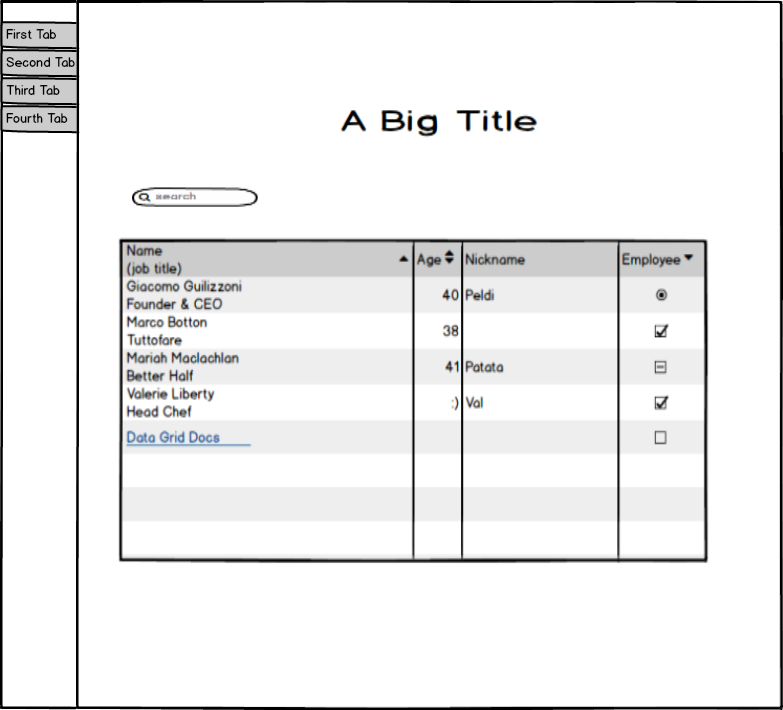 First Tab
Second Tab
Third Tab
Fourth Tab
A Big Title
search
Name
(job title)
Age
Nickname
Employee
Giacomo Guilizzoni
Founder & CEO
40
Peldi
Marco Botton
Tuttofare
38
Mariah Maclachlan
Better Half
41
Patata
Valerie Liberty
Head Chef
:)
Val
Data Grid Docs